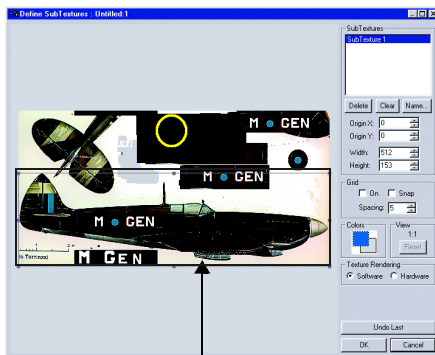 Define SubTextures : Untitled:1
SubTextures
SubTexture-1
Delete Clear Name...
Origin X: 0
Origin Y: 0
Width: 512
Height: 153
Grid
On Snap
Spacing: 5
Colors
View
1:1
Reset
Texture Rendering
Software Hardware
Undo Last
OK Cancel
M GEN
M GEN
M GEN
M GEN